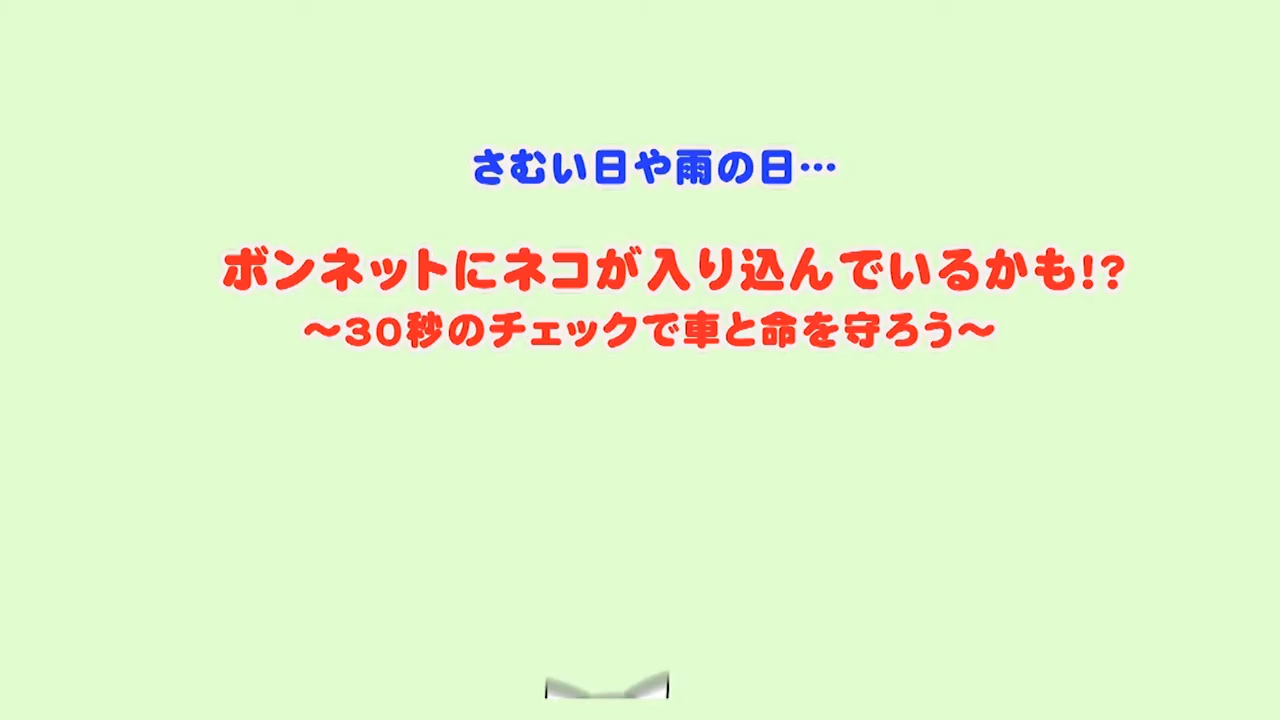 さむい日や雨の日…
ボンネットにネコが入り込んでいるかも!?
～30秒のチェックで車と命を守ろう～